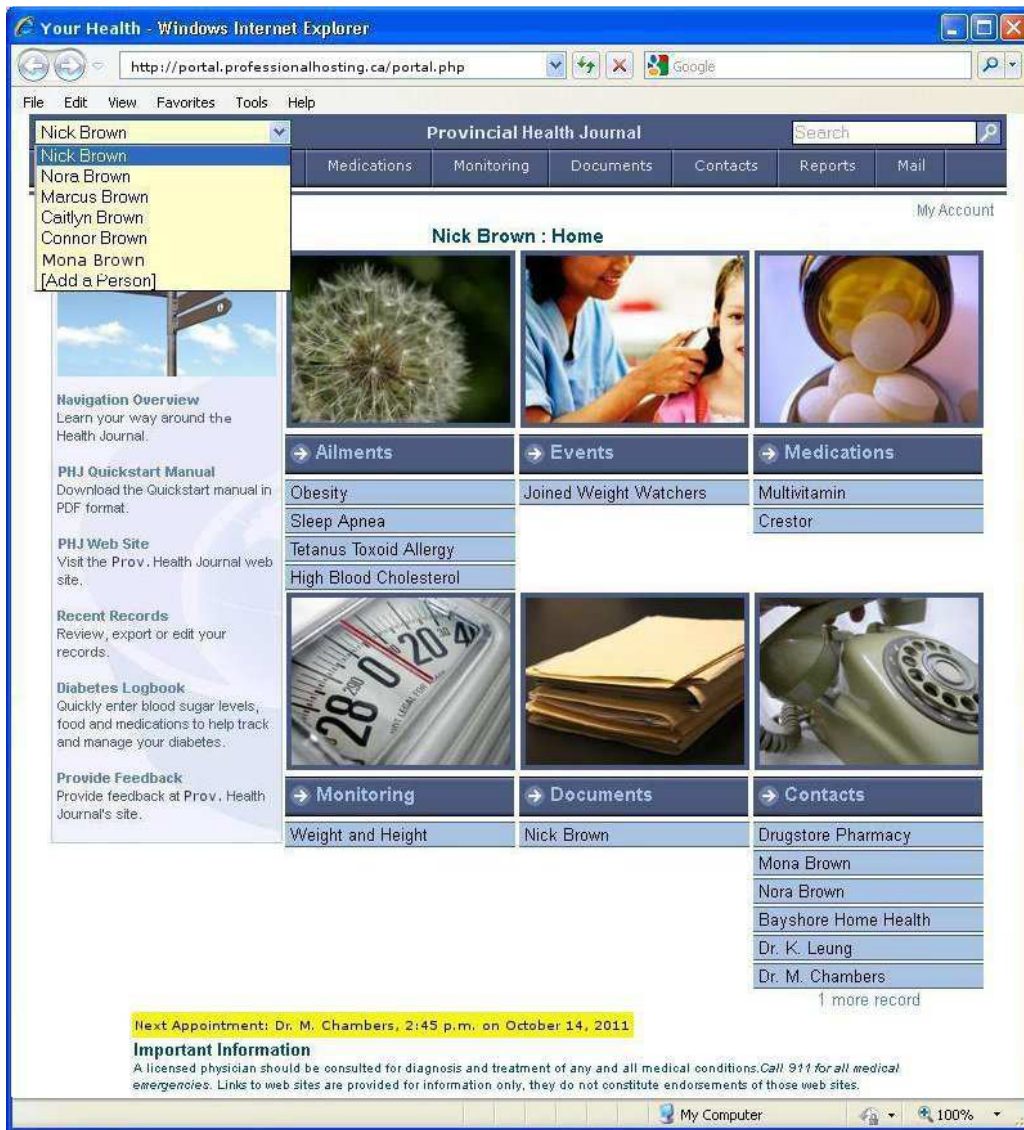 Your Health - Windows Internet Explorer
http://portal.professionalhosting.ca/portal.php
Google
File Edit View Favorites Tools Help
Nick Brown
Provincial Health Journal
Search
Nick Brown
Nora Brown
Marcus Brown
Caitlyn Brown
Connor Brown
Mona Brown
[Add a Person]
Medications Monitoring Documents Contacts Reports Mail
My Account
Nick Brown : Home
Navigation Overview
Learn your way around the
Health Journal.
PHJ Quickstart Manual
Download the Quickstart manual in
PDF format.
PHJ Web Site
Visit the Prov. Health Journal web
site.
Recent Records
Review, export or edit your
records.
Diabetes Logbook
Quickly enter blood sugar levels,
food and medications to help track
and manage your diabetes.
Provide Feedback
Provide feedback at Prov. Health
Journal's site.
Ailments
Obesity
Sleep Apnea
Tetanus Toxoid Allergy
High Blood Cholesterol
Events
Joined Weight Watchers
Medications
Multivitamin
Crestor
Monitoring
Weight and Height
Documents
Nick Brown
Contacts
Drugstore Pharmacy
Mona Brown
Nora Brown
Bayshore Home Health
Dr. K. Leung
Dr. M. Chambers
1 more record
Next Appointment: Dr. M. Chambers, 2:45 p.m. on October 14, 2011
Important Information
A licensed physician should be consulted for diagnosis and treatment of any and all medical conditions.Call 911 for all medical
emergencies. Links to web sites are provided for information only, they do not constitute endorsements of those web sites.
My Computer
100%